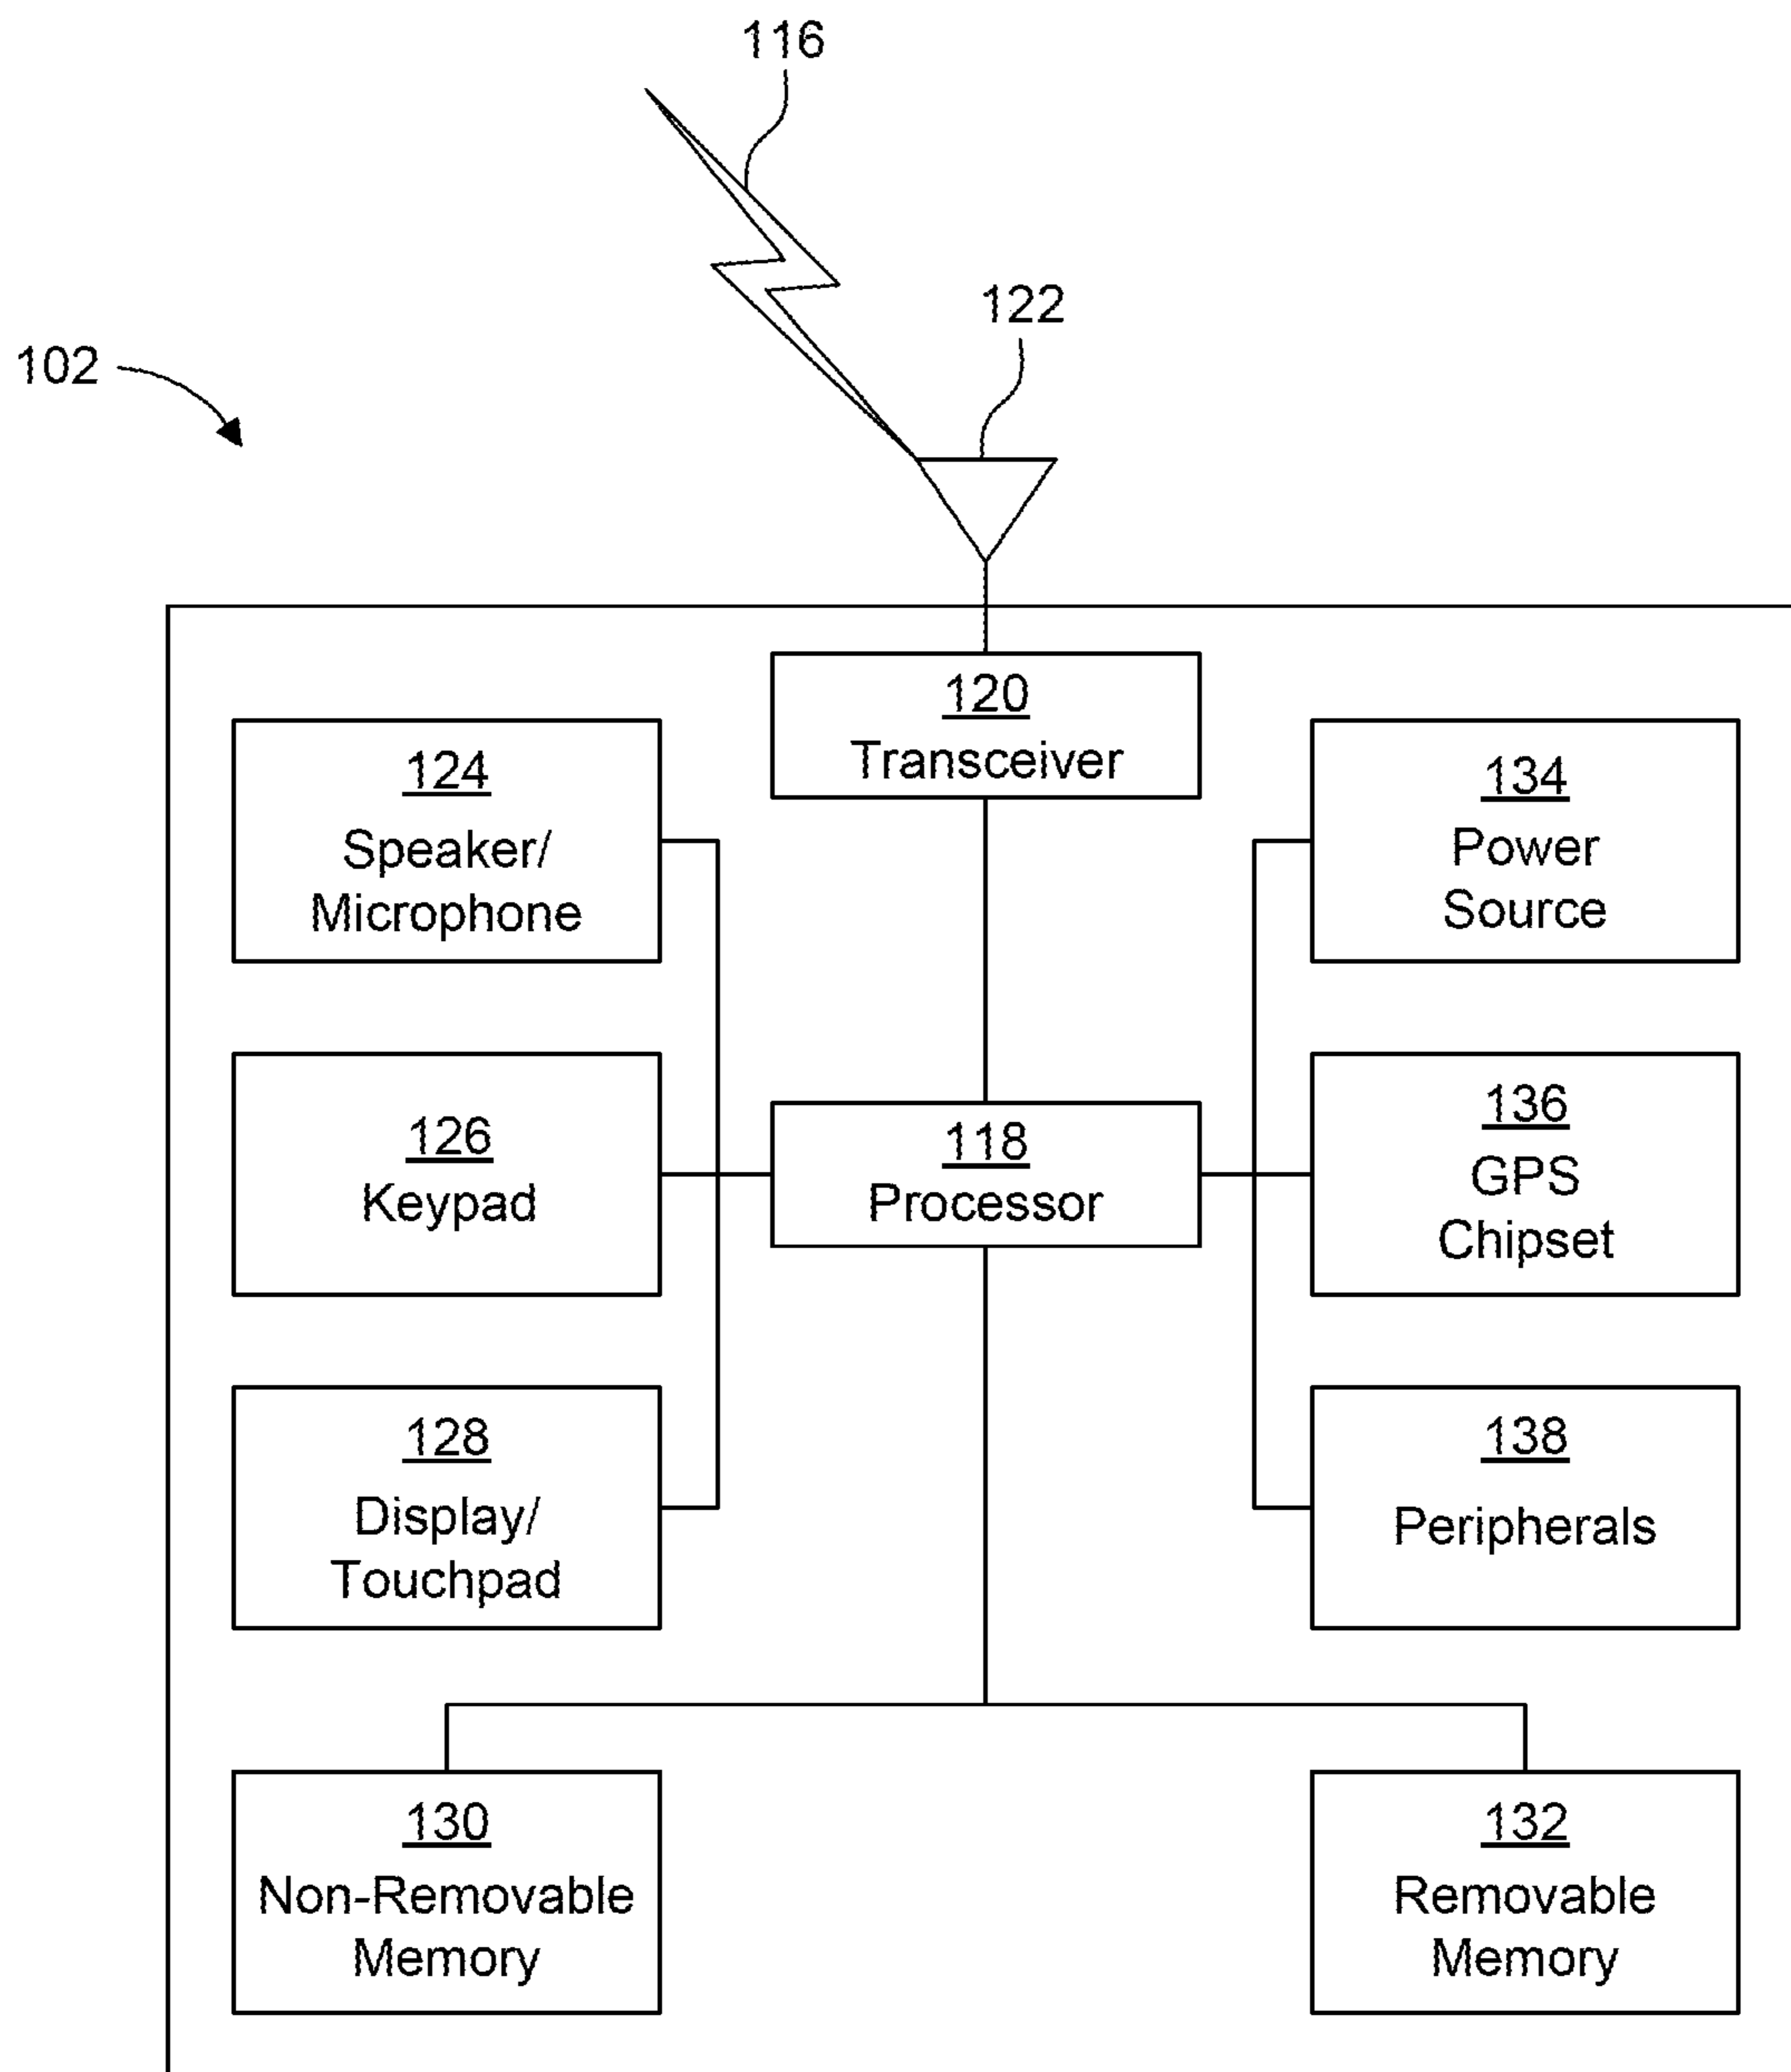 116
122
102
120
Transceiver
124
Speaker/
Microphone
134
Power
Source
126
Keypad
118
Processor
136
GPS
Chipset
128
Display/
Touchpad
138
Peripherals
130
Non-Removable
Memory
132
Removable
Memory